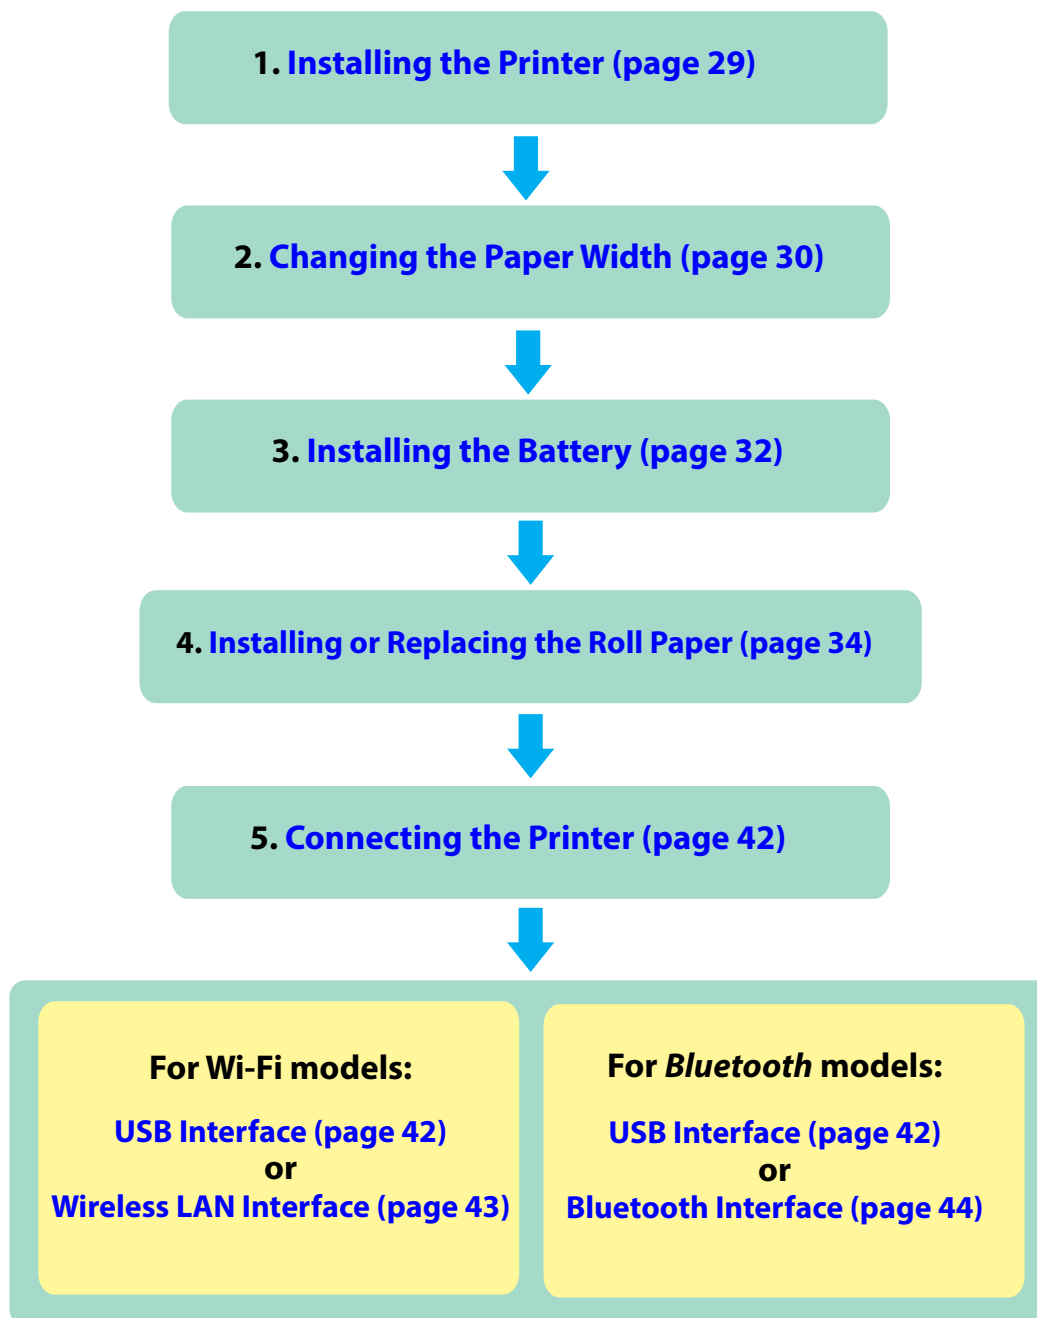 1. Installing the Printer (page 29)
2. Changing the Paper Width (page 30)
3. Installing the Battery (page 32)
4. Installing or Replacing the Roll Paper (page 34)
5. Connecting the Printer (page 42)
For Wi-Fi models:
USB Interface (page 42)
or
Wireless LAN Interface (page 43)
For Bluetooth models:
USB Interface (page 42)
or
Bluetooth Interface (page 44)